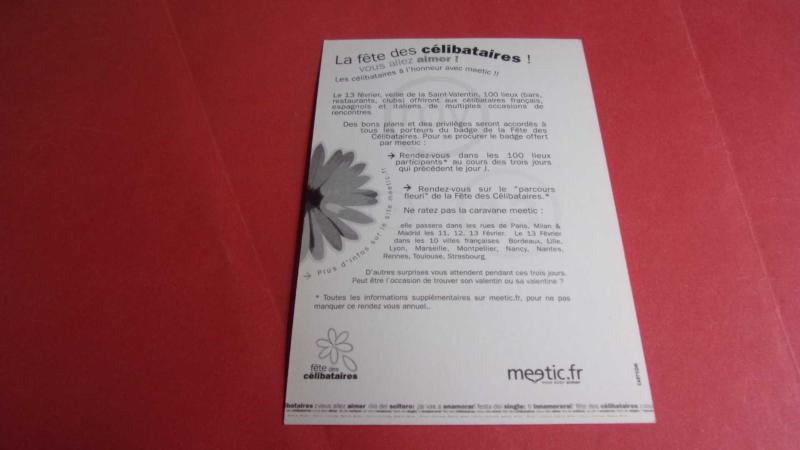 La fête des célibataires !
vous allez aimer !
Les célibataires à l'honneur avec meetic !!
Le 13 février, veille de la Saint-Valentin, 100 lieux (bars,
restaurants, clubs) offriront aux célibataires français,
espagnols et italiens de multiples occasions de
rencontres.
Des bons plans et des privilèges seront accordés à
tous les porteurs du badge de la Fête des
Célibataires. Pour se procurer le badge offert
par meetic :
→ Rendez-vous dans les 100 lieux
participants* au cours des trois jours
qui précèdent le jour J.
→ Rendez-vous sur le "parcours
fleuri" de la Fête des Célibataires.*
Ne ratez pas la caravane meetic :
elle passera dans les rues de Paris, Milan &
Madrid les 11, 12, 13 Février. Le 13 Février
dans les 10 villes françaises Bordeaux, Lille,
Lyon, Marseille, Montpellier, Nancy, Nantes,
Rennes, Toulouse, Strasbourg.
→ Plus d'infos sur le site meetic.fr
D'autres surprises vous attendent pendant ces trois jours.
Peut être l'occasion de trouver son valentin ou sa valentine ?
* Toutes les informations supplémentaires sur meetic.fr, pour ne pas
manquer ce rendez vous annuel..
fête des
célibataires
meetic.fr
vous allez aimer
CARTCOM